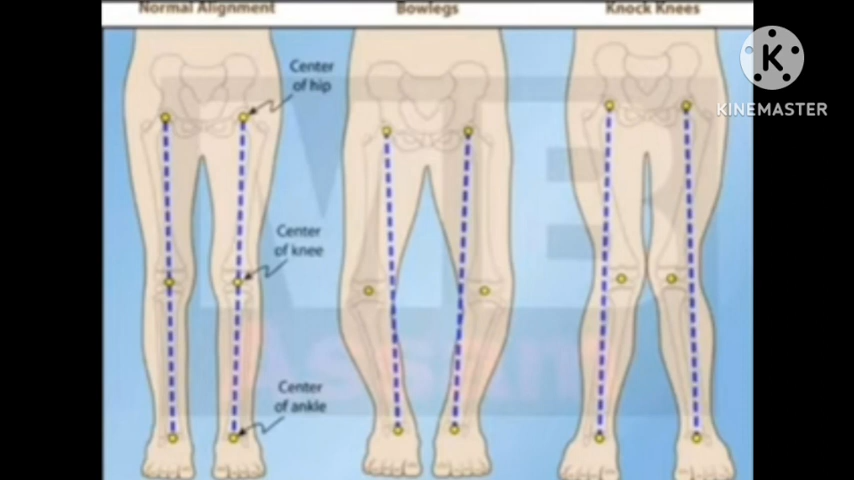 Normal Alignment
Bowlegs
Knock Knees
K
KINEMASTER
Center
of hip
Center
of knee
Center
of ankle